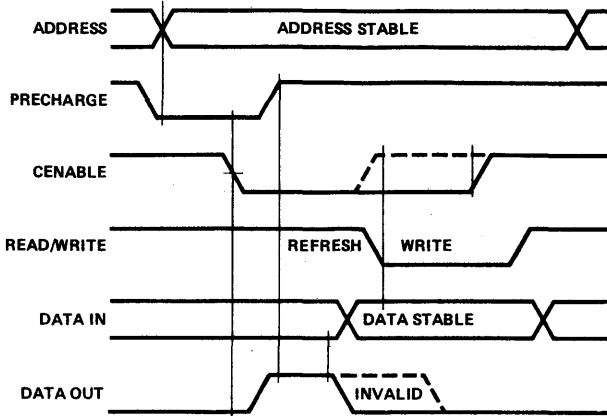 ADDRESS ADDRESS STABLE
PRECHARGE
CENABLE
READ/WRITE REFRESH WRITE
DATA IN DATA STABLE
DATA OUT INVALID